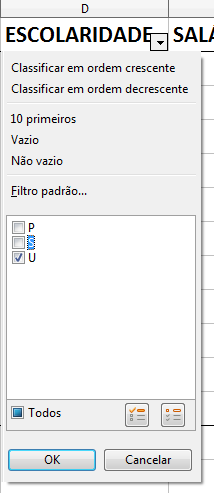 D
ESCOLARIDADE SALÁ
Classificar em ordem crescente
Classificar em ordem decrescente
10 primeiros
Vazio
Não vazio
Filtro padrão...
P
S
U
Todos
OK Cancelar